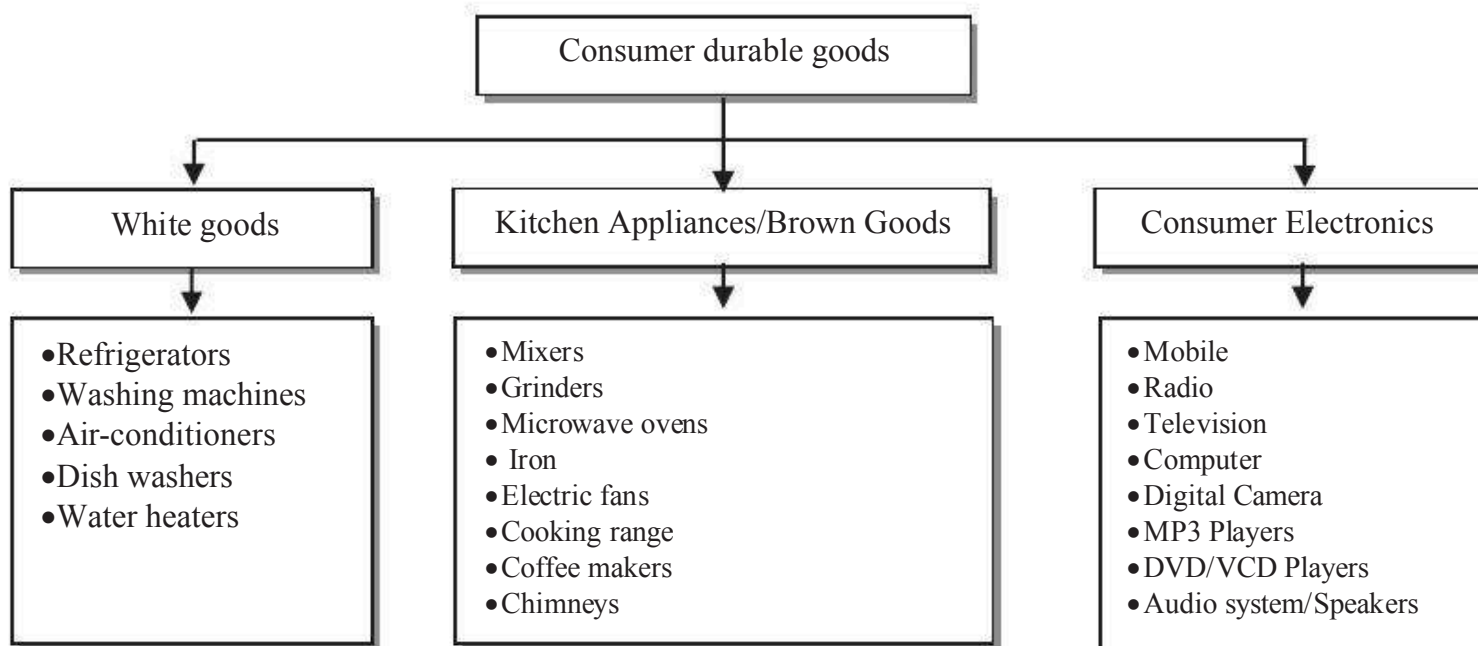 Consumer durable goods
White goods
Kitchen Appliances/Brown Goods
Consumer Electronics
•Refrigerators
•Washing machines
•Air-conditioners
•Dish washers
•Water heaters
•Mixers
•Grinders
•Microwave ovens
• Iron
•Electric fans
•Cooking range
•Coffee makers
•Chimneys
•Mobile
•Radio
•Television
•Computer
•Digital Camera
•MP3 Players
•DVD/VCD Players
•Audio system/Speakers